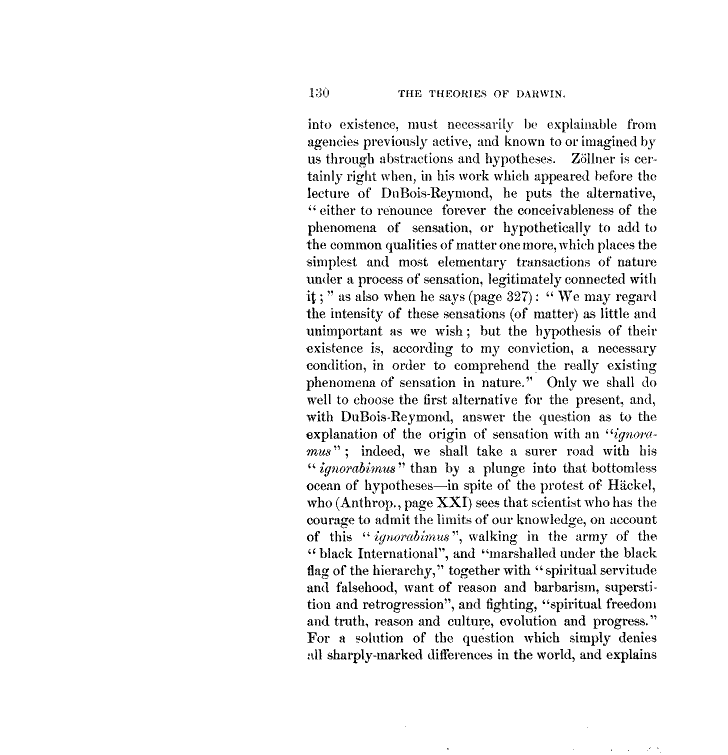 130 THE THEORIES OF DARWIN.
into existence, must necessarily be explainable from
agencies previously active, and known to or imagined by
us through abstractions and hypotheses. Zöllner is cer-
tainly right when, in his work which appeared before the
lecture of DuBois-Reymond, he puts the alternative,
“either to renounce forever the conceivableness of the
phenomena of sensation, or hypothetically to add to
the common qualities of matter one more, which places the
simplest and most elementary transactions of nature
under a process of sensation, legitimately connected with
it;” as also when he says (page 327): “We may regard
the intensity of these sensations (of matter) as little and
unimportant as we wish; but the hypothesis of their
existence is, according to my conviction, a necessary
condition, in order to comprehend the really existing
phenomena of sensation in nature.” Only we shall do
well to choose the first alternative for the present, and,
with DuBois-Reymond, answer the question as to the
explanation of the origin of sensation with an “ignora-
mus”; indeed, we shall take a surer road with his
“ignorabimus” than by a plunge into that bottomless
ocean of hypotheses—in spite of the protest of Häckel,
who (Anthrop., page XXI) sees that scientist who has the
courage to admit the limits of our knowledge, on account
of this “ignorabimus”, walking in the army of the
“black International”, and “marshalled under the black
flag of the hierarchy,” together with “spiritual servitude
and falsehood, want of reason and barbarism, supersti-
tion and retrogression”, and fighting, “spiritual freedom
and truth, reason and culture, evolution and progress.”
For a solution of the question which simply denies
all sharply-marked differences in the world, and explains